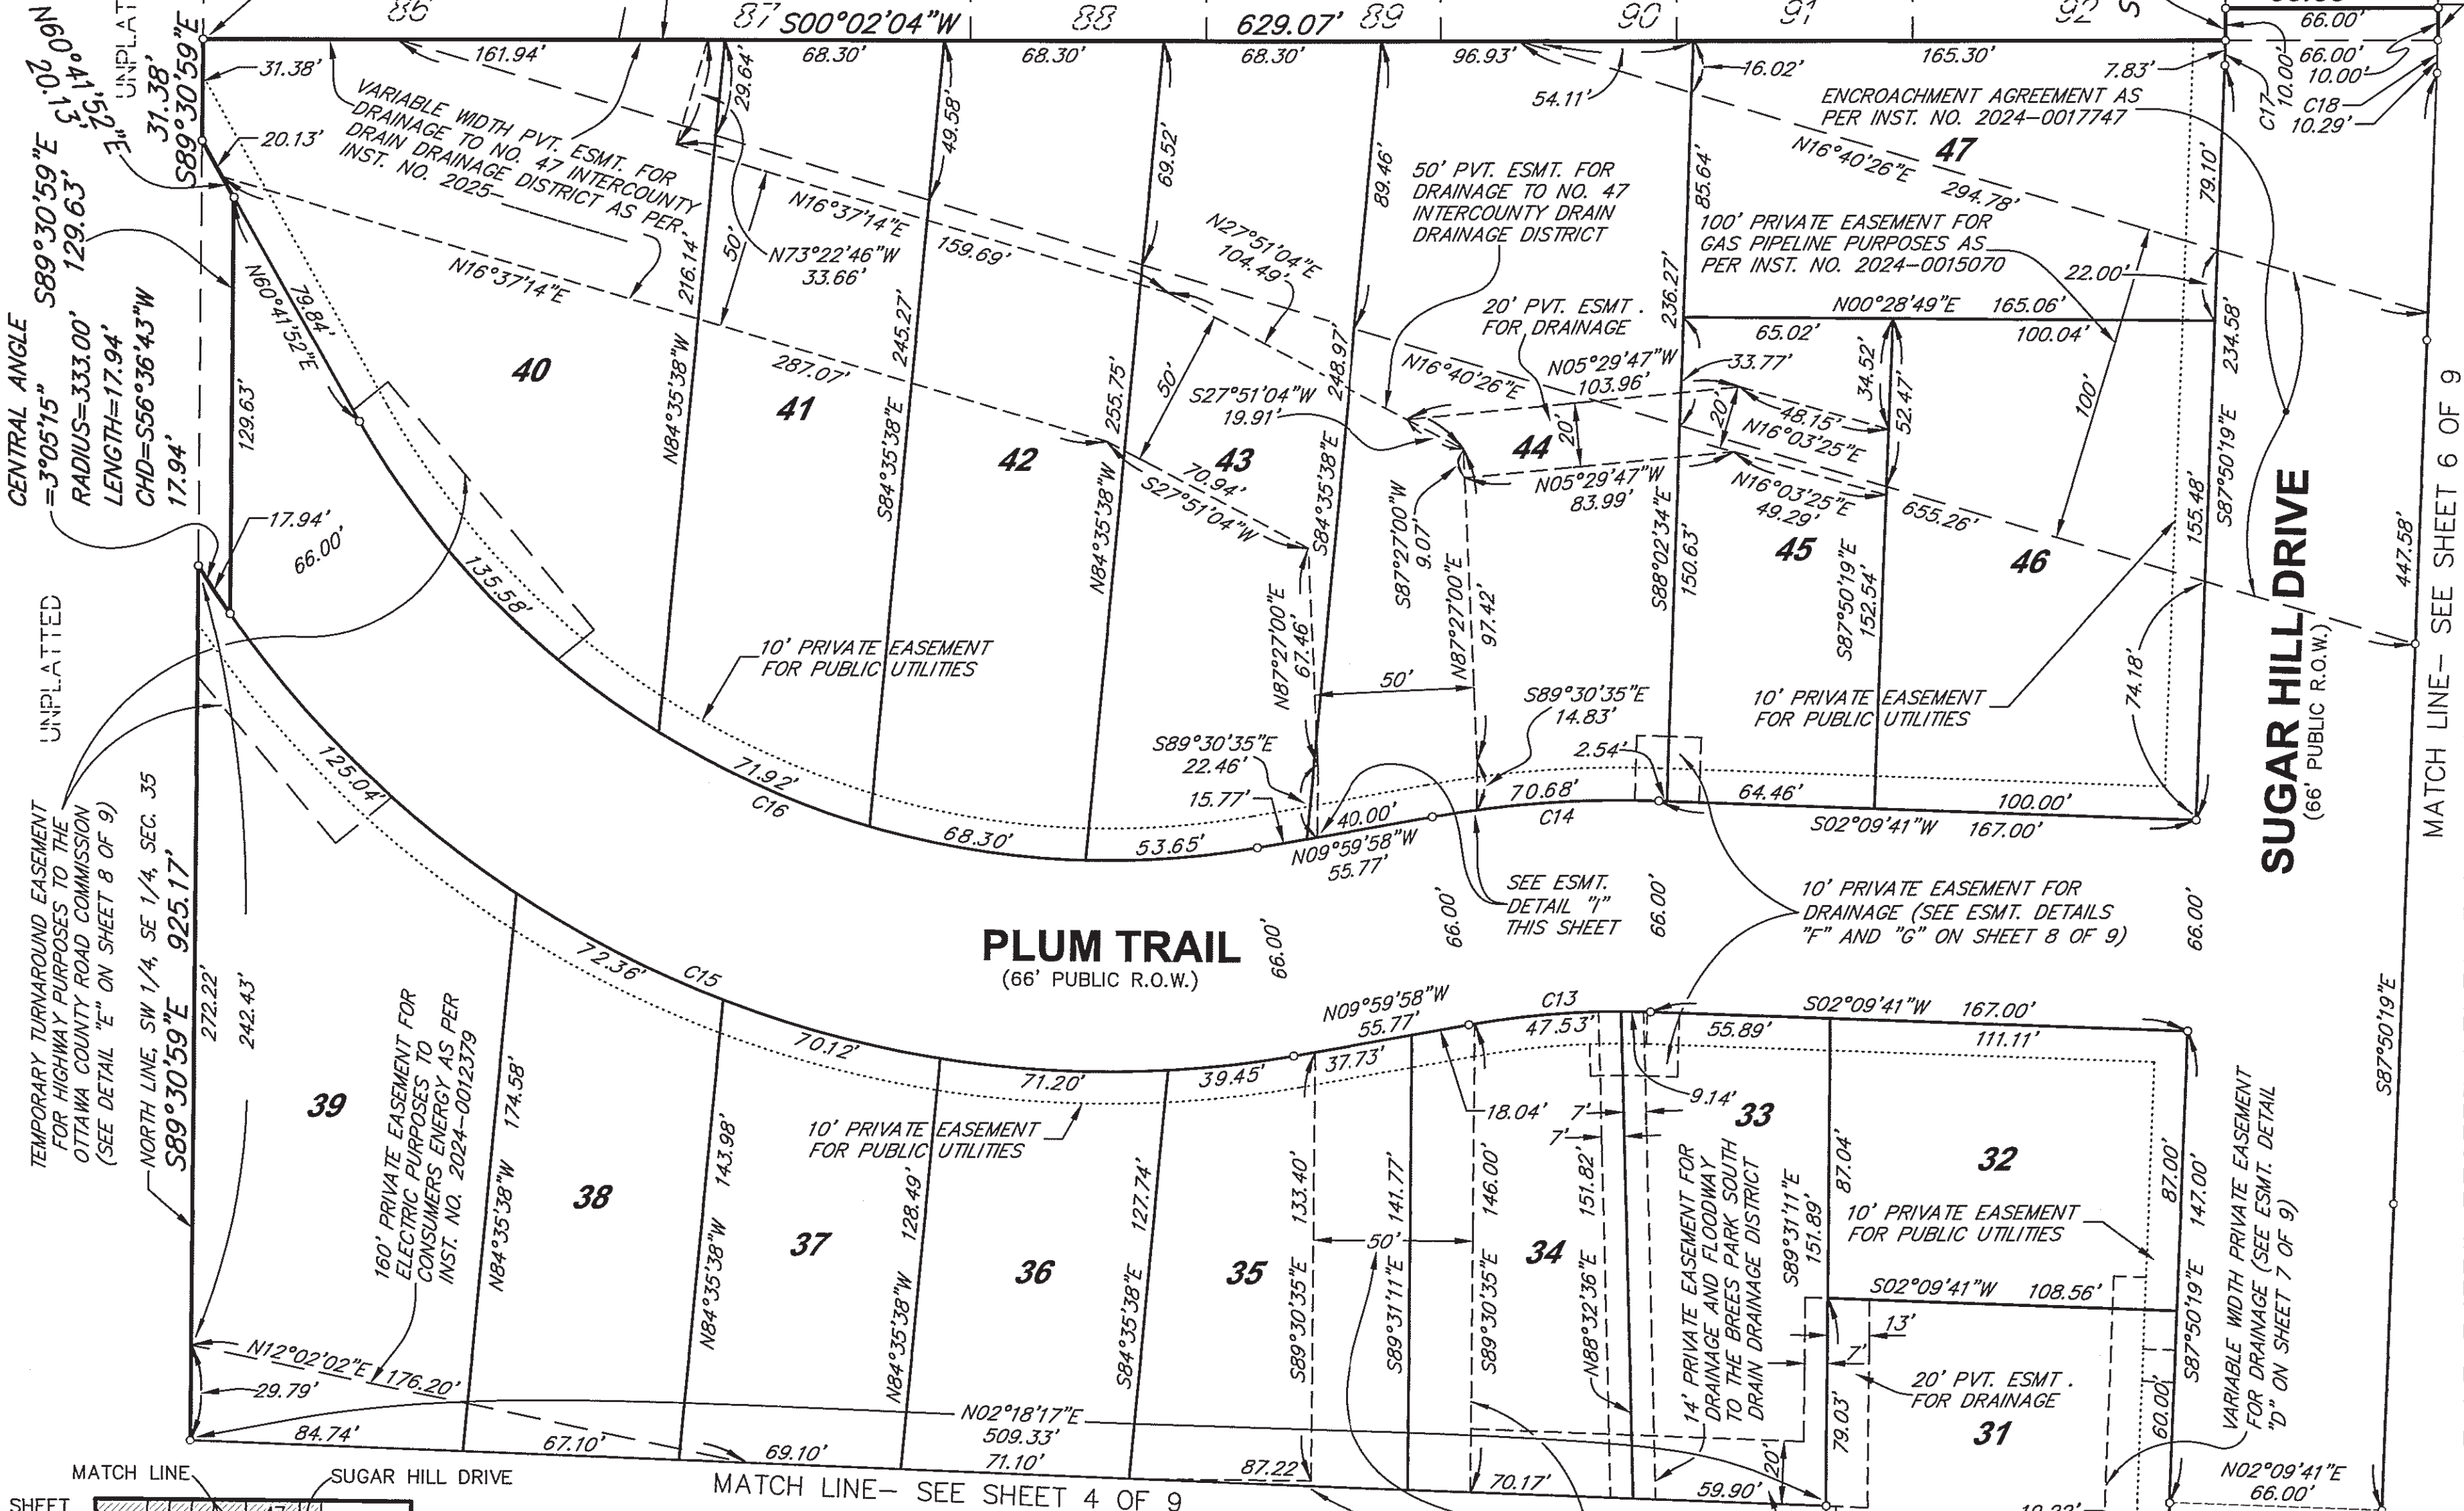 86
87
88
89
90
91
92
S00°02'04"W
629.07'
66.00'
161.94'
68.30'
68.30'
68.30'
96.93'
165.30'
66.00'
31.38'
29.64'
49.58'
69.52'
89.46'
54.11'
16.02'
7.83'
10.00'
C17
10.00'
C18
10.29'
UNPLATTED
N60°41'52"E
20.13'
31.38'
S89°30'59"E
20.13'
VARIABLE WIDTH PVT. ESMT. FOR
DRAINAGE TO NO. 47 INTERCOUNTY
DRAIN DRAINAGE DISTRICT AS PER
INST. NO. 2025-
ENCROACHMENT AGREEMENT AS
PER INST. NO. 2024-0017747
47
N16°40'26"E
294.78'
79.10'
50' PVT. ESMT. FOR
DRAINAGE TO NO. 47
INTERCOUNTY DRAIN
DRAINAGE DISTRICT
100' PRIVATE EASEMENT FOR
GAS PIPELINE PURPOSES AS
PER INST. NO. 2024-0015070
22.00'
S89°30'59"E
129.63'
CENTRAL ANGLE
=3°05'15"
RADIUS=333.00'
LENGTH=17.94'
CHD=S56°36'43"W
17.94'
N16°37'14"E
159.69'
N73°22'46"W
33.66'
50'
216.14'
N84°35'38"W
N16°37'14"E
287.07'
N27°51'04"E
104.49'
85.64'
236.27'
N00°28'49"E
165.06'
65.02'
100.04'
20' PVT. ESMT .
FOR DRAINAGE
N05°29'47"W
103.96'
33.77'
34.52'
52.47'
N16°40'26"E
S27°51'04"W
19.91'
20'
20'
48.15'
N16°03'25"E
100'
234.58'
S87°50'19"E
79.84'
N60°41'52"E
129.63'
40
41
42
43
44
45
46
245.27'
S84°35'38"E
255.75'
N84°35'38"W
50'
248.97'
S84°35'38"E
70.94'
S27°51'04"W
S87°27'00"W
9.07'
N05°29'47"W
83.99'
N16°03'25"E
49.29'
655.26'
155.48'
17.94'
66.00'
135.58'
UNPLATTED
10' PRIVATE EASEMENT
FOR PUBLIC UTILITIES
N87°27'00"E
67.46'
N87°27'00"E
97.42'
50'
S88°02'34"E
150.63'
S87°50'19"E
152.54'
10' PRIVATE EASEMENT
FOR PUBLIC UTILITIES
74.18'
SUGAR HILL DRIVE
(66' PUBLIC R.O.W.)
447.58'
MATCH LINE- SEE SHEET 6 OF 9
S89°30'35"E
22.46'
S89°30'35"E
14.83'
2.54'
71.92'
C16
68.30'
53.65'
15.77'
40.00'
N09°59'58"W
55.77'
70.68'
C14
64.46'
100.00'
S02°09'41"W
167.00'
125.04'
TEMPORARY TURNAROUND EASEMENT
FOR HIGHWAY PURPOSES TO THE
OTTAWA COUNTY ROAD COMMISSION
(SEE DETAIL "E" ON SHEET 8 OF 9)
NORTH LINE, SW 1/4, SE 1/4, SEC. 35
S89°30'59"E
925.17'
272.22'
242.43'
72.36'
C15
PLUM TRAIL
(66' PUBLIC R.O.W.)
66.00'
66.00'
66.00'
66.00'
SEE ESMT.
DETAIL "I"
THIS SHEET
10' PRIVATE EASEMENT FOR
DRAINAGE (SEE ESMT. DETAILS
"F" AND "G" ON SHEET 8 OF 9)
N09°59'58"W
55.77'
C13
47.53'
S02°09'41"W
167.00'
55.89'
111.11'
70.12'
71.20'
39.45'
37.73'
18.04'
9.14'
7'
7'
10' PRIVATE EASEMENT
FOR PUBLIC UTILITIES
39
38
37
36
35
34
33
32
31
160' PRIVATE EASEMENT FOR
ELECTRIC PURPOSES TO
CONSUMERS ENERGY AS PER
INST. NO. 2024-0012379
174.58'
N84°35'38"W
143.98'
N84°35'38"W
128.49'
N84°35'38"W
127.74'
S84°35'38"E
133.40'
S89°30'35"E
50'
141.77'
S89°31'11"E
146.00'
S89°30'35"E
151.82'
N88°32'36"E
14' PRIVATE EASEMENT FOR
DRAINAGE AND FLOODWAY
TO THE BREES PARK SOUTH
DRAIN DRAINAGE DISTRICT
S89°31'11"E
151.89'
87.04'
10' PRIVATE EASEMENT
FOR PUBLIC UTILITIES
87.00'
147.00'
S87°50'19"E
S87°50'19"E
VARIABLE WIDTH PRIVATE EASEMENT
FOR DRAINAGE (SEE ESMT. DETAIL
"D" ON SHEET 7 OF 9)
S02°09'41"W
108.56'
13'
7'
20' PVT. ESMT .
FOR DRAINAGE
79.03'
60.00'
20'
N12°02'02"E
176.20'
29.79'
N02°18'17"E
509.33'
84.74'
67.10'
69.10'
71.10'
87.22
70.17'
59.90'
N02°09'41"E
66.00'
MATCH LINE- SEE SHEET 4 OF 9
MATCH LINE
SUGAR HILL DRIVE
SHEET